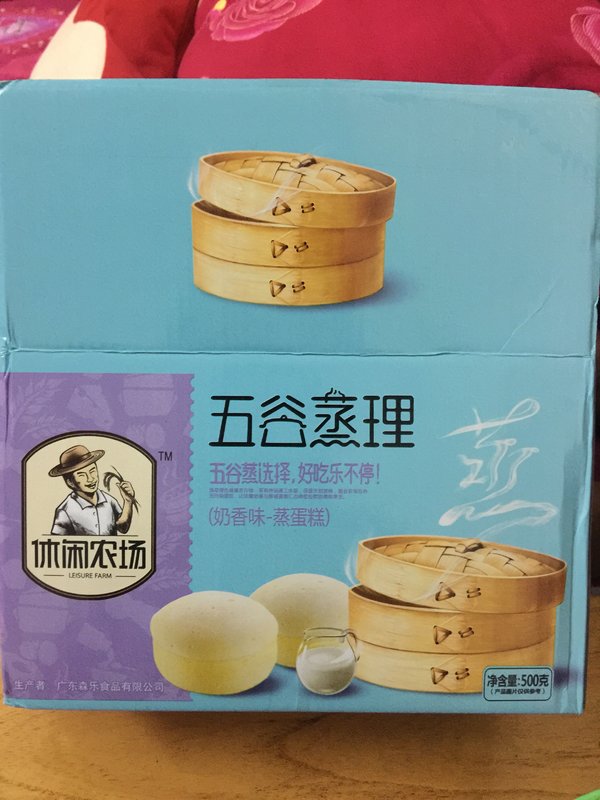 五谷蒸理
五谷蒸选择,好吃乐不停!
(奶香味-蒸蛋糕)
蒸
TM
休闲农场
LEISURE FARM
生产者 广东森乐食品有限公司
净含量:500克
(产品图片仅供参考)